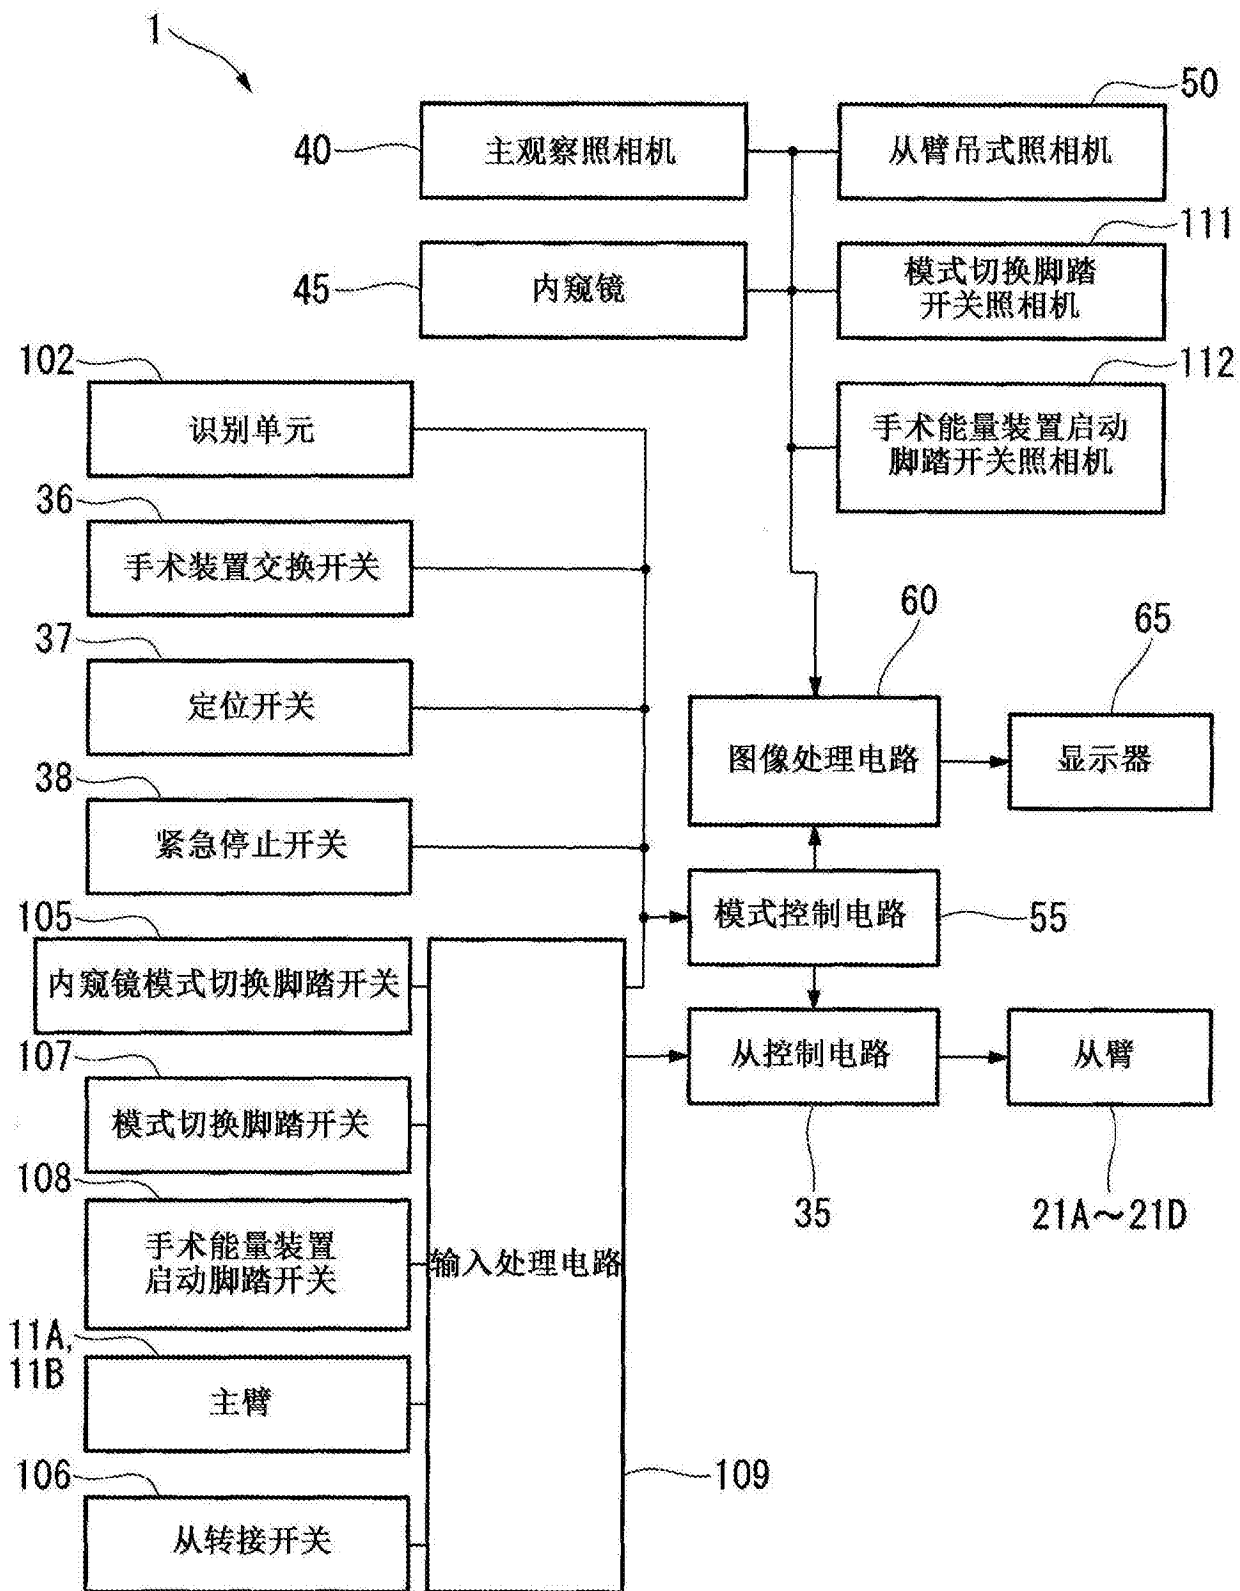 1
50
40
主观察照相机
从臂吊式照相机
111
45
内窥镜
模式切换脚踏
开关照相机
102
112
识别单元
手术能量装置启动
脚踏开关照相机
36
手术装置交换开关
37
60
65
定位开关
图像处理电路
显示器
38
紧急停止开关
105
模式控制电路
55
内窥镜模式切换脚踏开关
107
从控制电路
从臂
模式切换脚踏开关
108
35
21A～21D
手术能量装置
启动脚踏开关
输入处理电路
11A,
11B
主臂
106
109
从转接开关